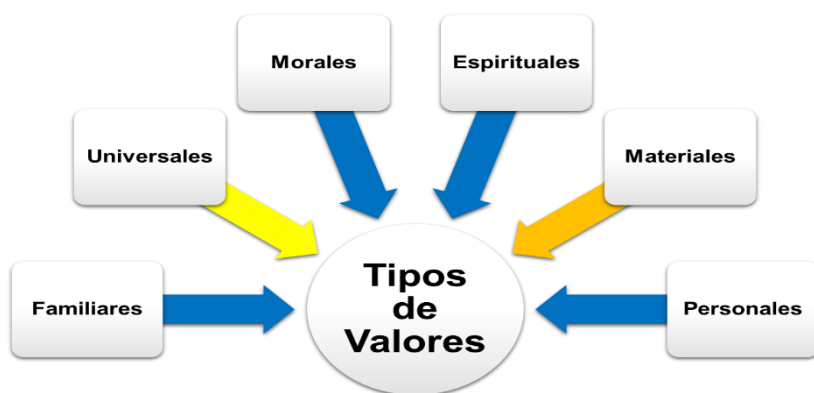 Morales
Espirituales
Universales
Materiales
Familiares
Tipos
de
Valores
Personales